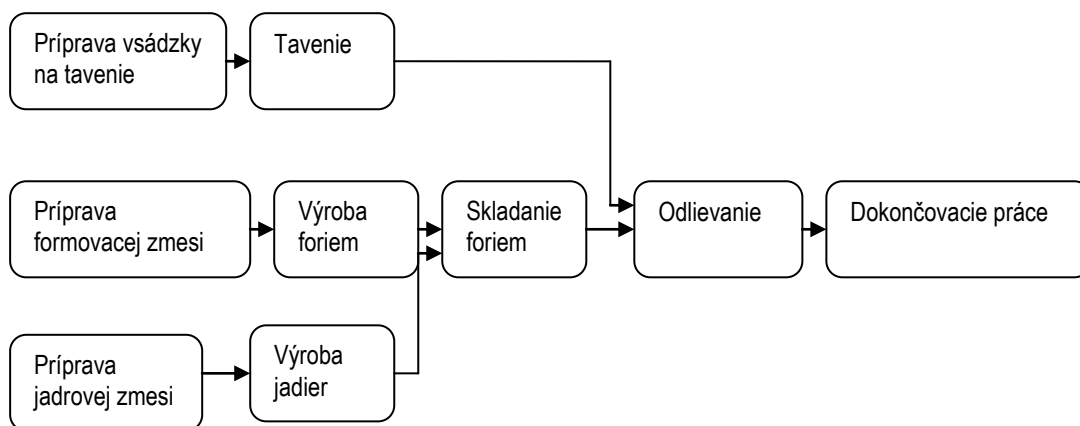 Príprava vsádzky
na tavenie
Tavenie
Príprava
formovacej zmesi
Výroba
foriem
Skladanie
foriem
Odlievanie
Dokončovacie práce
Príprava
jadrovej zmesi
Výroba
jadier